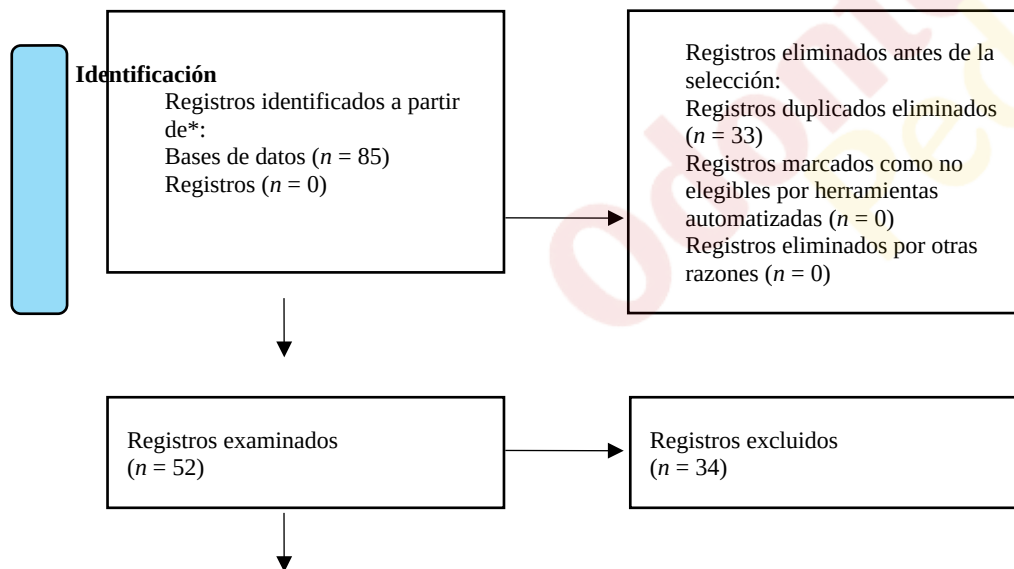 Identificación
Registros identificados a partir
de*:
Bases de datos (n = 85)
Registros (n = 0)
Registros eliminados antes de la
selección:
Registros duplicados eliminados
(n = 33)
Registros marcados como no
elegibles por herramientas
automatizadas (n = 0)
Registros eliminados por otras
razones (n = 0)
Registros examinados
(n = 52)
Registros excluidos
(n = 34)